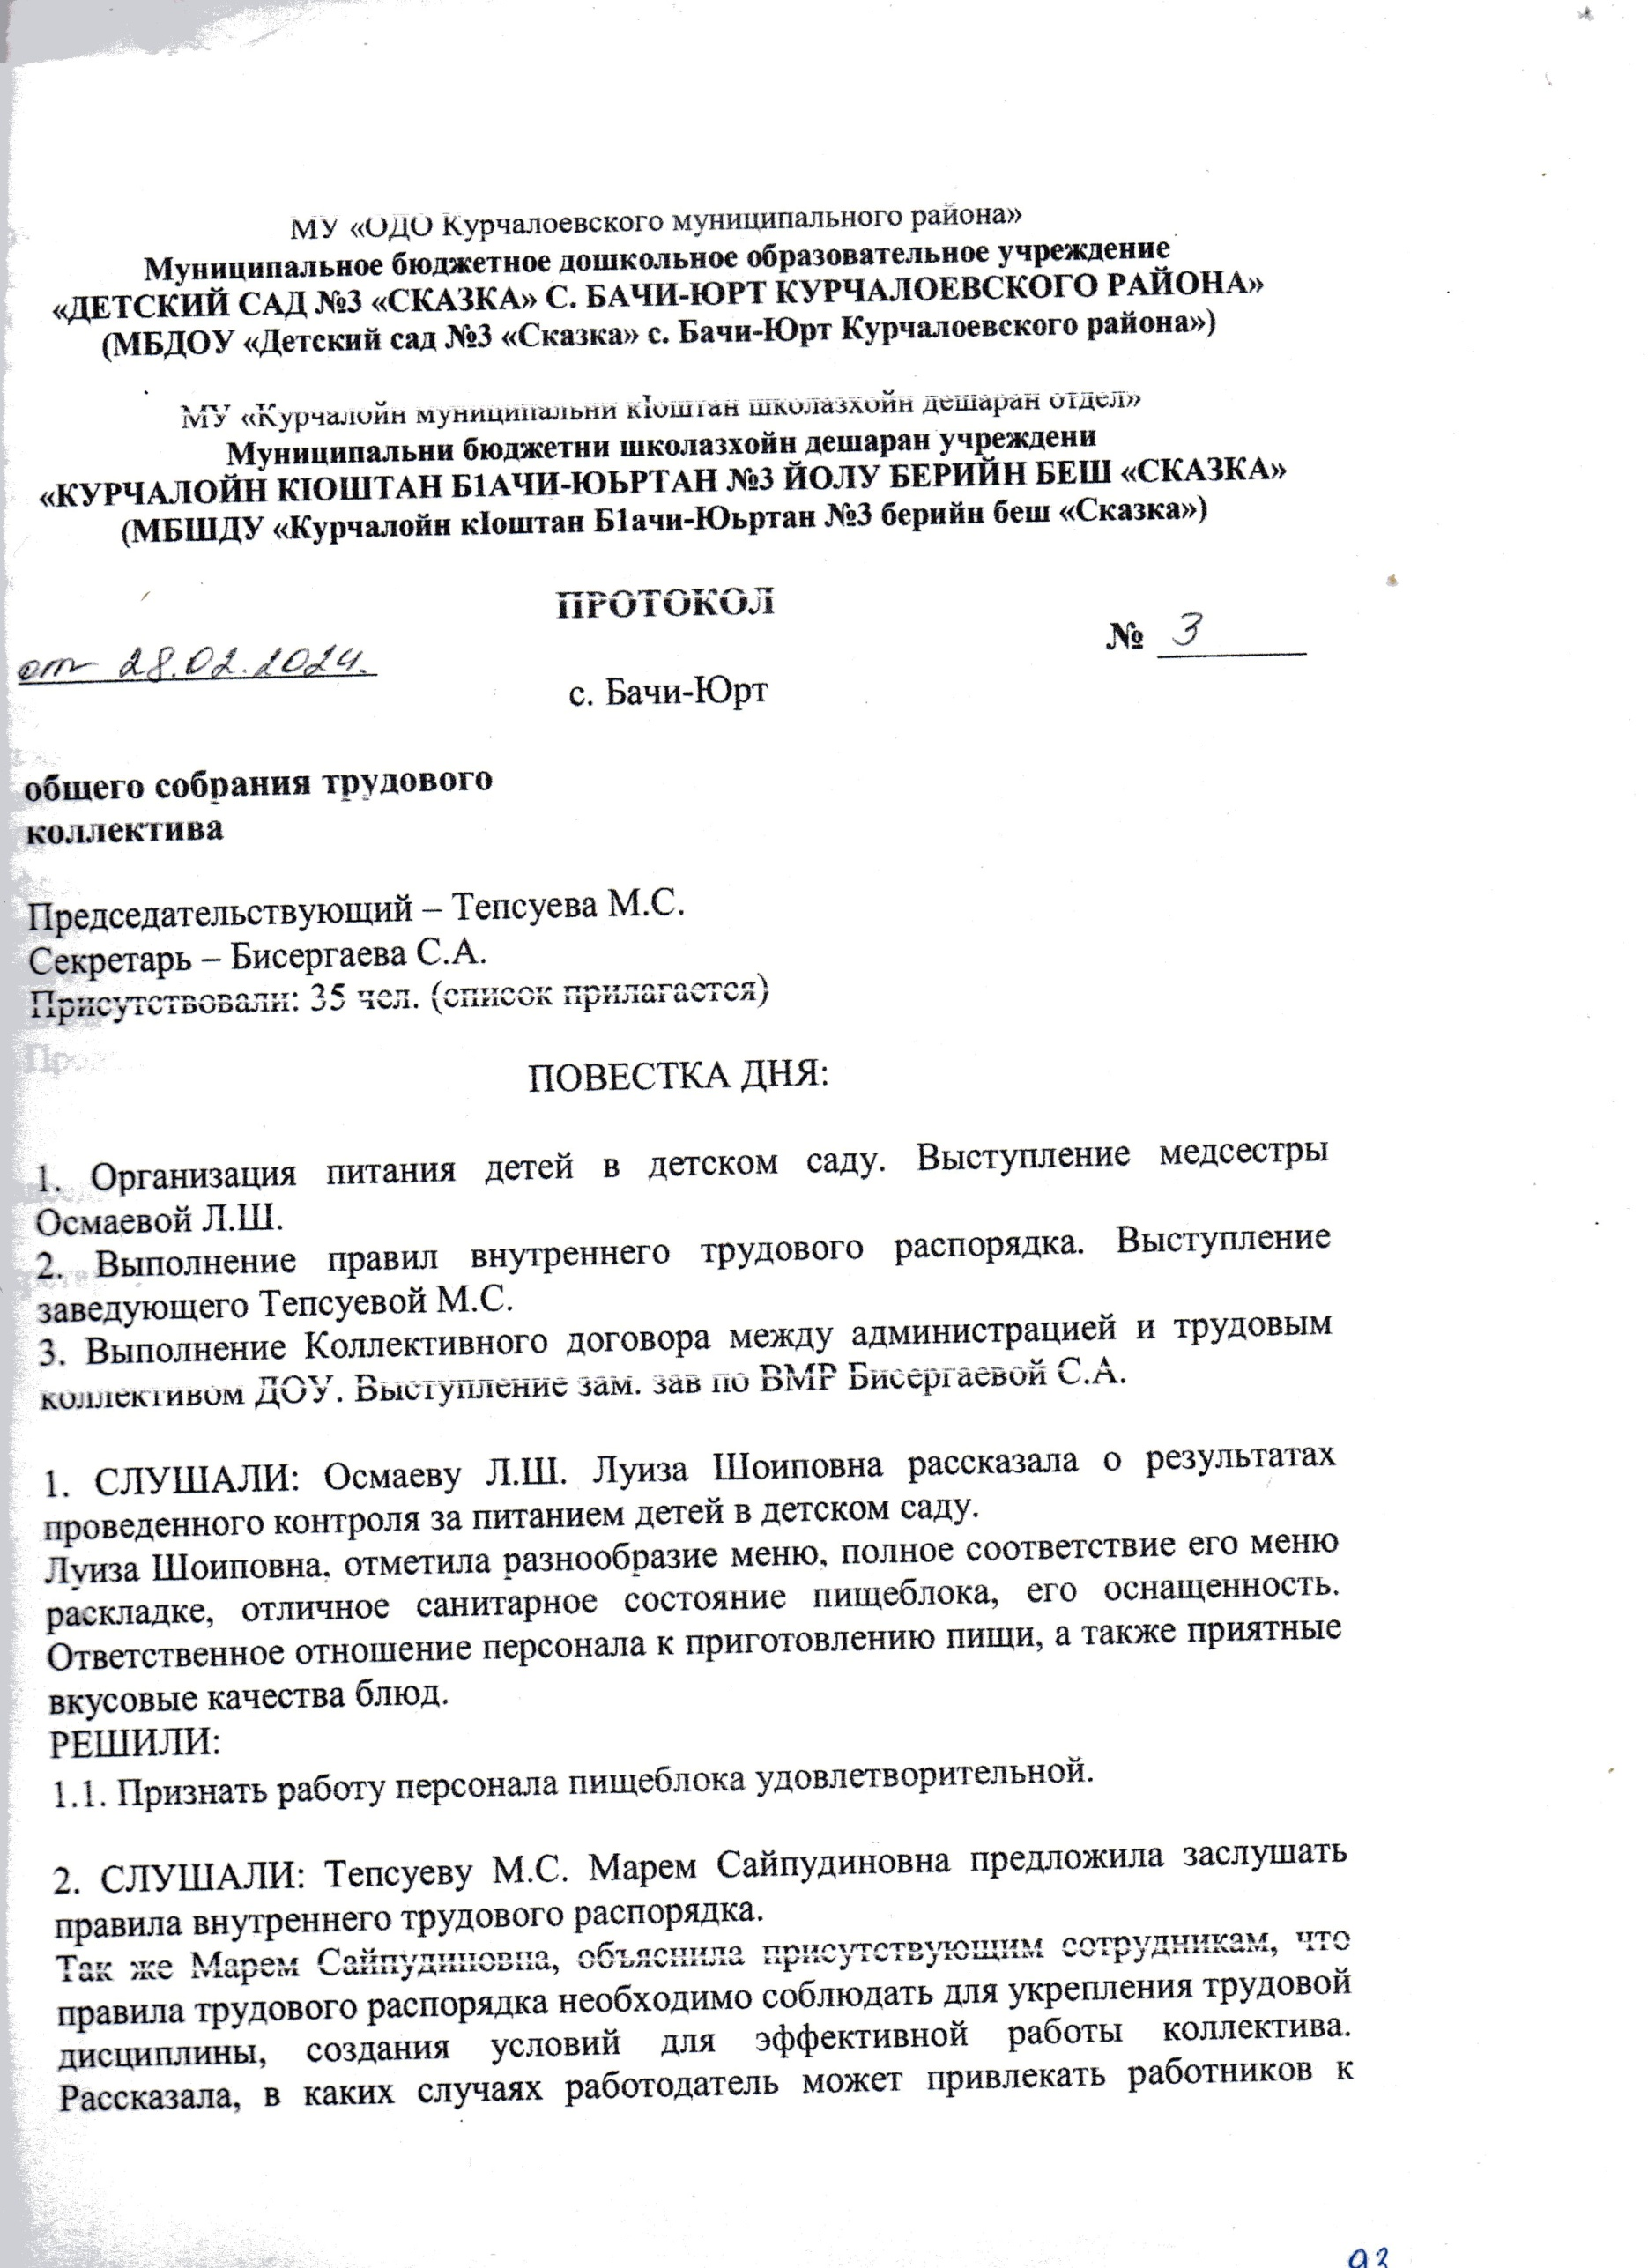 МУ «ОДО Курчалоевского муниципального района»
Муниципальное бюджетное дошкольное образовательное учреждение
«ДЕТСКИЙ САД №3 «СКАЗКА» С. БАЧИ-ЮРТ КУРЧАЛОЕВСКОГО РАЙОНА»
(МБДОУ «Детский сад №3 «Сказка» с. Бачи-Юрт Курчалоевского района»)
МУ «Курчалойн муниципальни кӀоштан школазхойн дешаран отдел»
Муниципальни бюджетни школазхойн дешаран учреждени
«КУРЧАЛОЙН КӀОШТАН Б1АЧИ-ЮЬРТАН №3 ЙОЛУ БЕРИЙН БЕШ «СКАЗКА»
(МБШДУ «Курчалойн кӀоштан Б1ачи-Юьртан №3 берийн беш «Сказка»)
ПРОТОКОЛ
от 28.02.2024. № 3
с. Бачи-Юрт
общего собрания трудового
коллектива
Председательствующий – Тепсуева М.С.
Секретарь – Бисергаева С.А.
Присутствовали: 35 чел. (список прилагается)
ПОВЕСТКА ДНЯ:
1. Организация питания детей в детском саду. Выступление медсестры
Осмаевой Л.Ш.
2. Выполнение правил внутреннего трудового распорядка. Выступление
заведующего Тепсуевой М.С.
3. Выполнение Коллективного договора между администрацией и трудовым
коллективом ДОУ. Выступление зам. зав по ВМР Бисергаевой С.А.
1. СЛУШАЛИ: Осмаеву Л.Ш. Луиза Шоиповна рассказала о результатах
проведенного контроля за питанием детей в детском саду.
Луиза Шоиповна, отметила разнообразие меню, полное соответствие его меню
раскладке, отличное санитарное состояние пищеблока, его оснащенность.
Ответственное отношение персонала к приготовлению пищи, а также приятные
вкусовые качества блюд.
РЕШИЛИ:
1.1. Признать работу персонала пищеблока удовлетворительной.
2. СЛУШАЛИ: Тепсуеву М.С. Марем Сайпудиновна предложила заслушать
правила внутреннего трудового распорядка.
Так же Марем Сайпудиновна, объяснила присутствующим сотрудникам, что
правила трудового распорядка необходимо соблюдать для укрепления трудовой
дисциплины, создания условий для эффективной работы коллектива.
Рассказала, в каких случаях работодатель может привлекать работников к